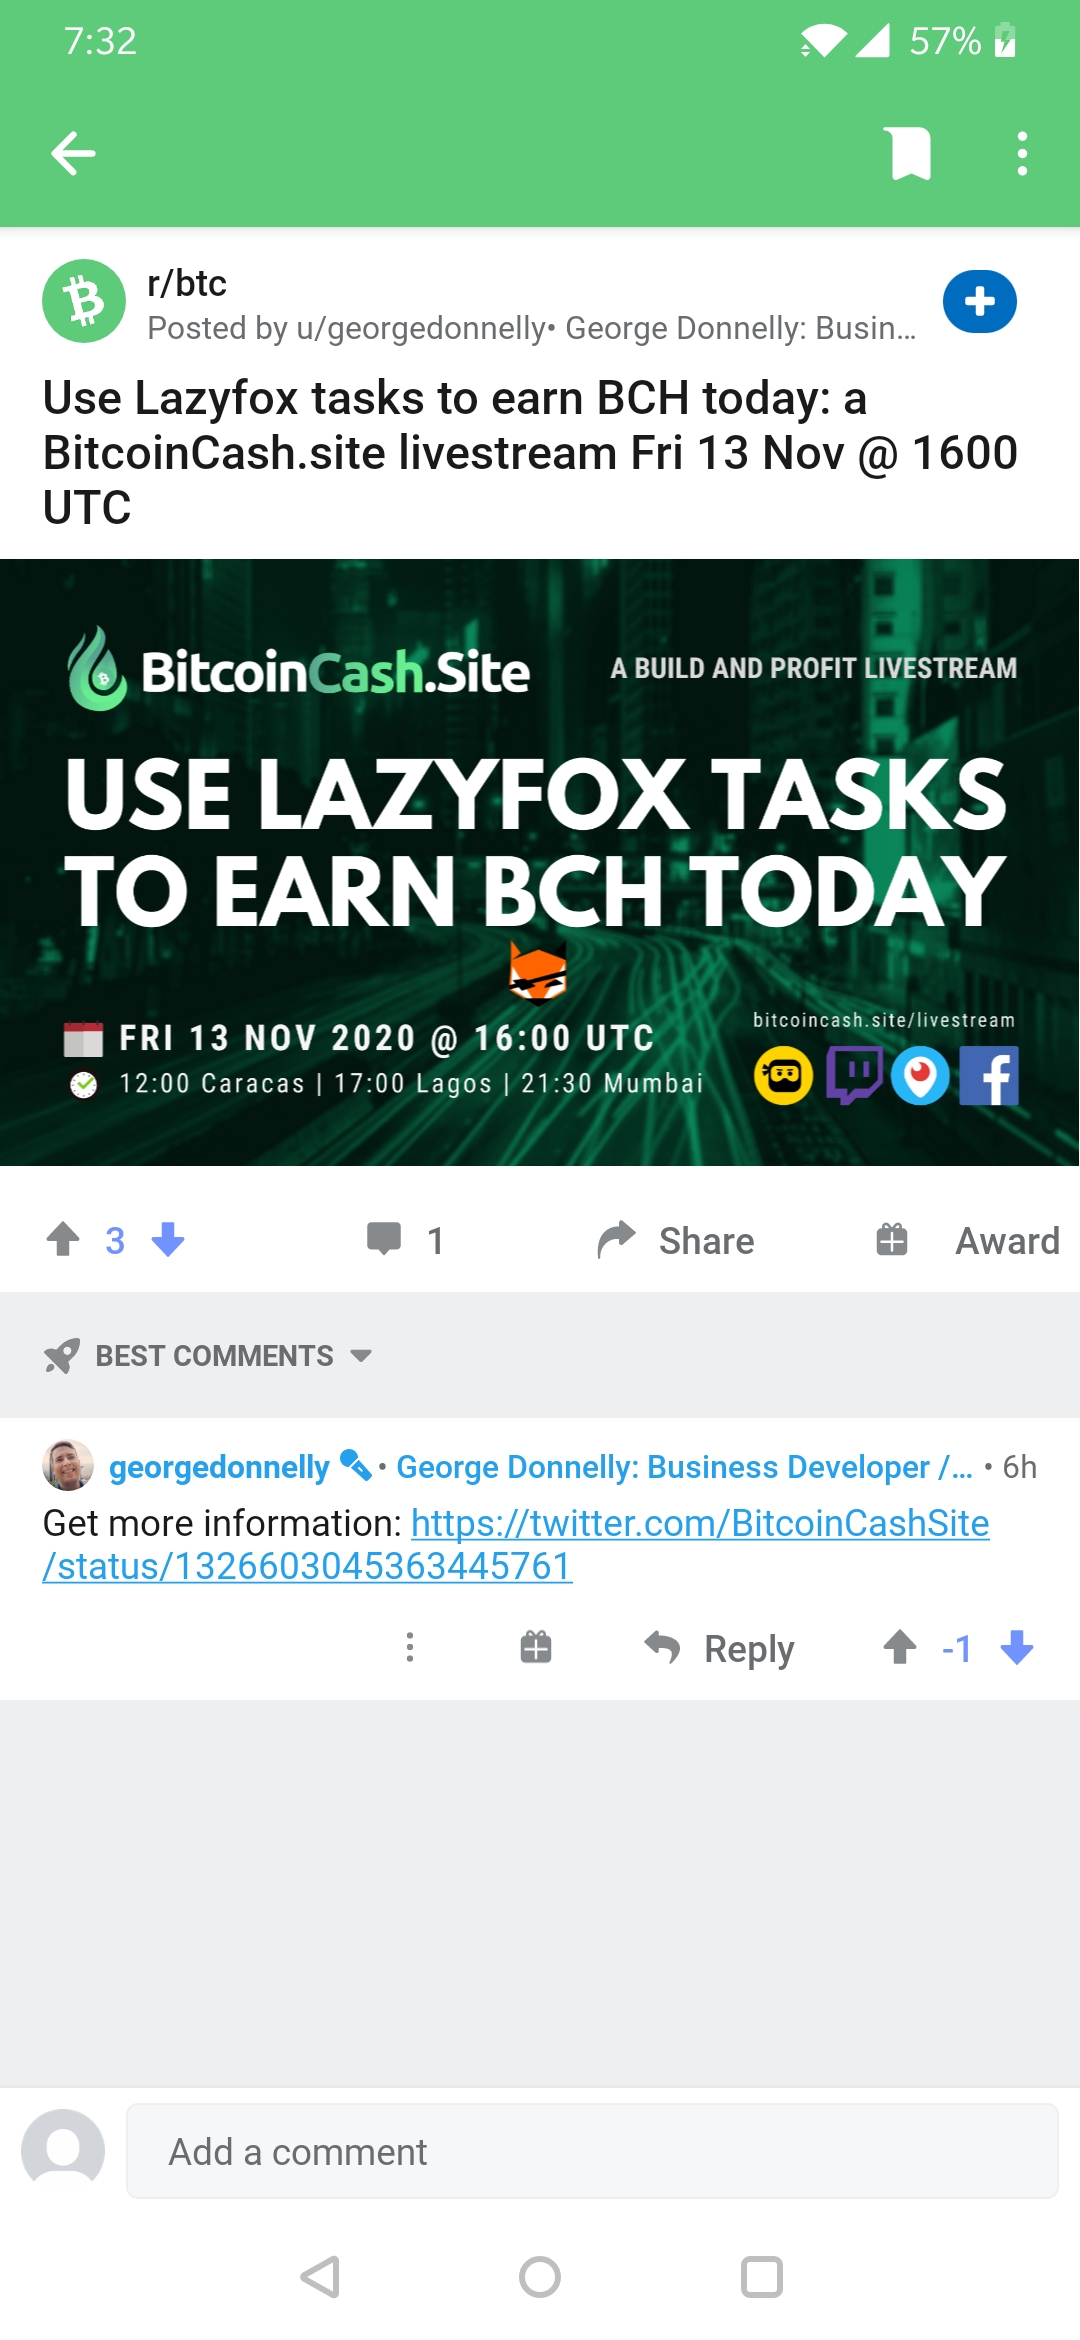 7:32
57%
r/btc
Posted by u/georgedonnelly• George Donnelly: Busin...
Use Lazyfox tasks to earn BCH today: a
BitcoinCash.site livestream Fri 13 Nov @ 1600
UTC
BitcoinCash.Site
A BUILD AND PROFIT LIVESTREAM
USE LAZYFOX TASKS
TO EARN BCH TODAY
FRI 13 NOV 2020 @ 16:00 UTC
12:00 Caracas | 17:00 Lagos | 21:30 Mumbai
bitcoincash.site/livestream
3
1
Share
Award
BEST COMMENTS
georgedonnelly • George Donnelly: Business Developer /... • 6h
Get more information: https://twitter.com/BitcoinCashSite
/status/1326603045363445761
Reply
-1
Add a comment